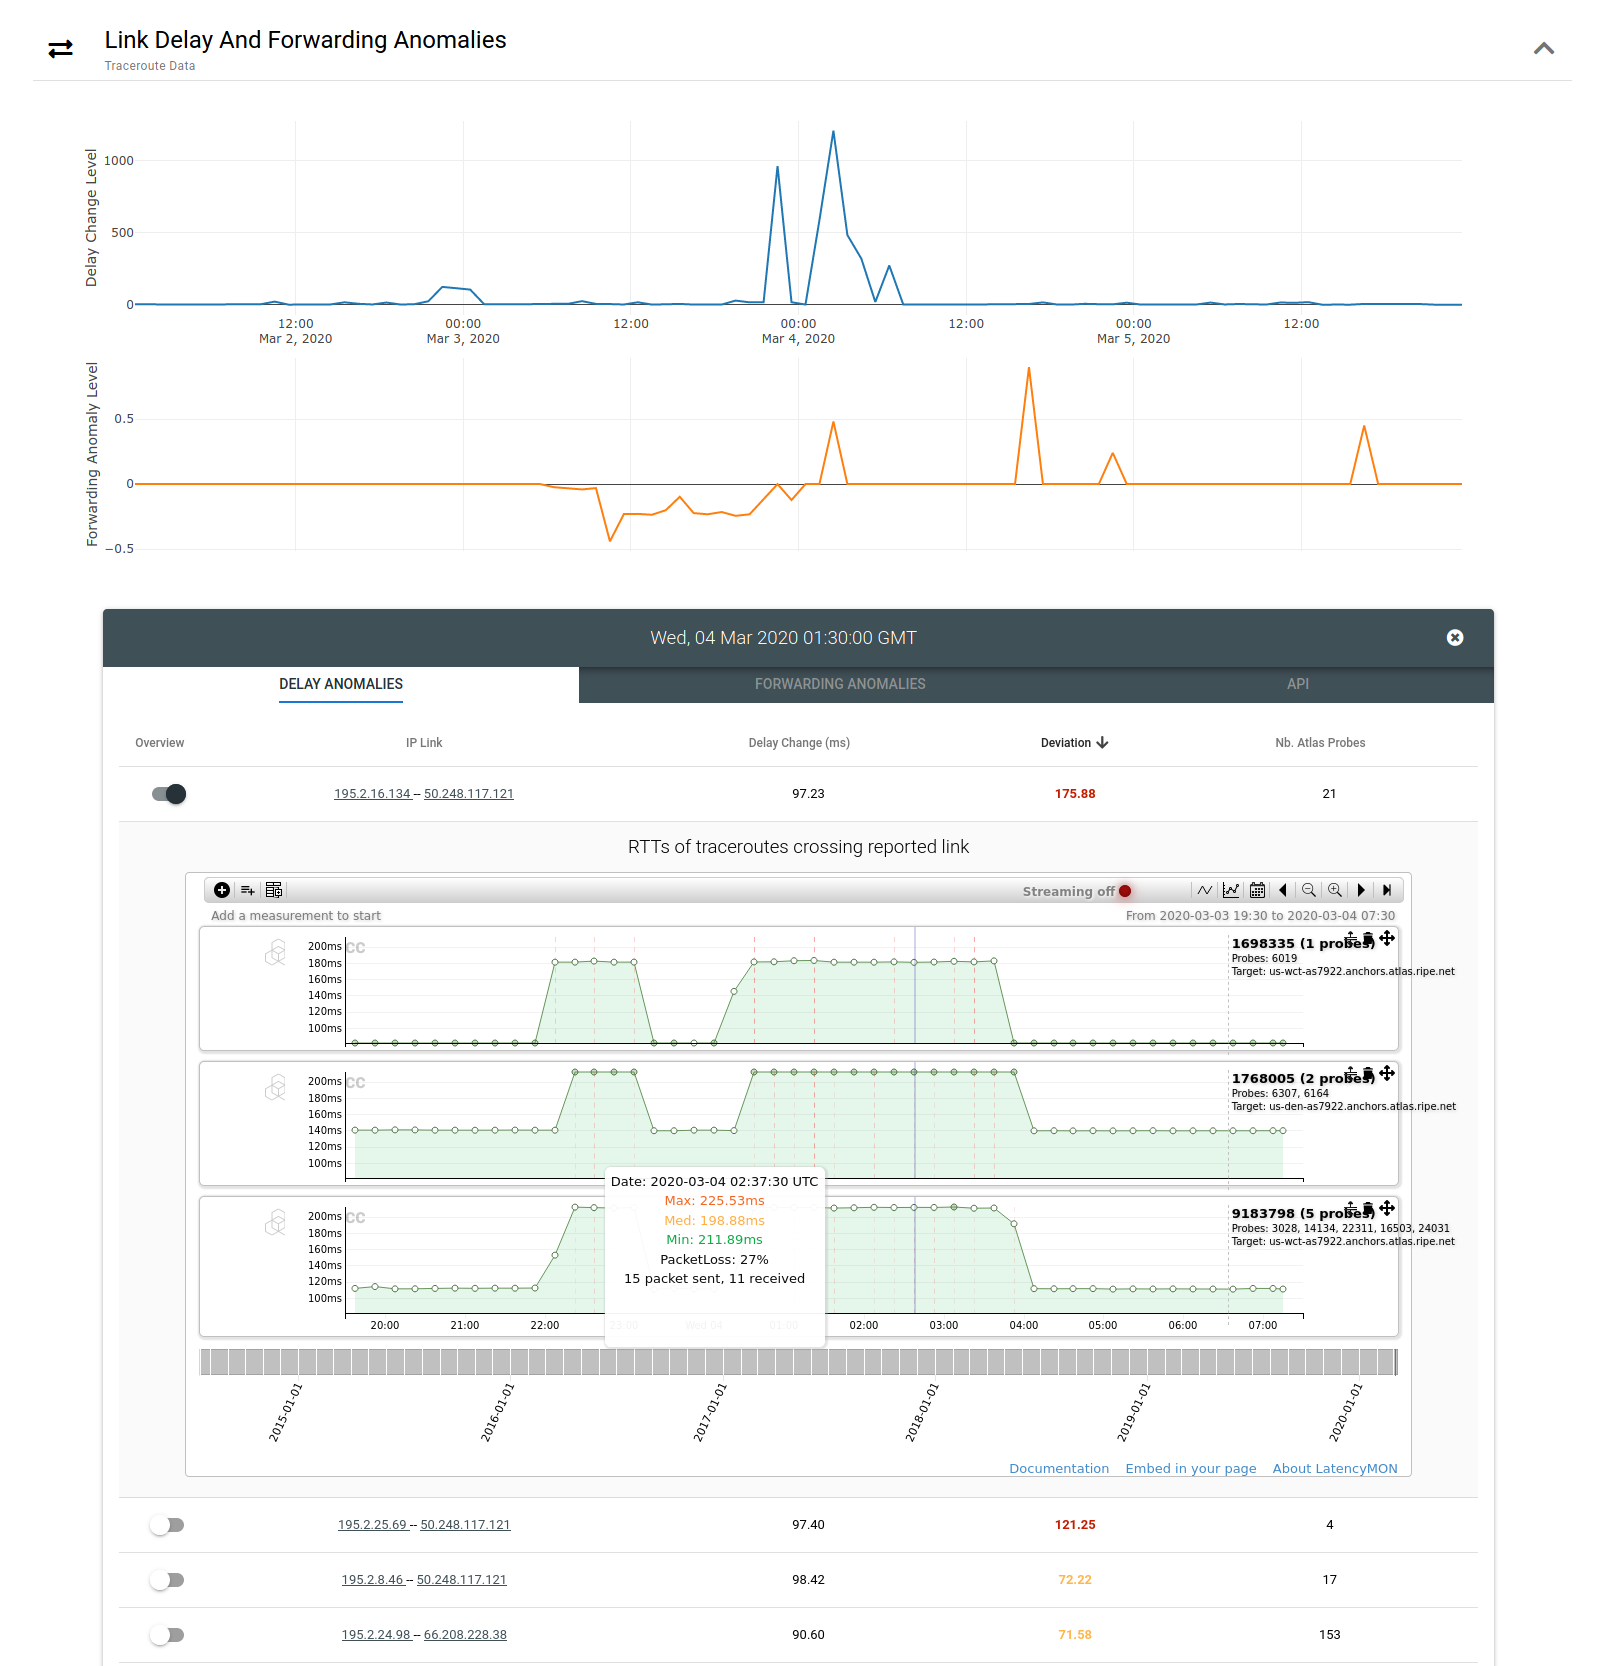 Link Delay And Forwarding Anomalies
Traceroute Data
Delay Change Level
1000
500
0
12:00 00:00 12:00 00:00 12:00 00:00 12:00
Mar 2, 2020 Mar 3, 2020 Mar 4, 2020 Mar 5, 2020
Forwarding Anomaly Level
0.5
0
−0.5
Wed, 04 Mar 2020 01:30:00 GMT
DELAY ANOMALIES FORWARDING ANOMALIES API
Overview IP Link Delay Change (ms) Deviation Nb. Atlas Probes
195.2.16.134 -- 50.248.117.121 97.23 175.88 21
RTTs of traceroutes crossing reported link
Streaming off
Add a measurement to start From 2020-03-03 19:30 to 2020-03-04 07:30
200ms CC
180ms
160ms
140ms
120ms
100ms
1698335 (1 probes)
Probes: 6019
Target: us-wct-as7922.anchors.atlas.ripe.net
200ms CC
180ms
160ms
140ms
120ms
100ms
1768005 (2 probes)
Probes: 6307, 6164
Target: us-den-as7922.anchors.atlas.ripe.net
200ms CC
180ms
160ms
140ms
120ms
100ms
9183798 (5 probes)
Probes: 3028, 14134, 22311, 16503, 24031
Target: us-wct-as7922.anchors.atlas.ripe.net
Date: 2020-03-04 02:37:30 UTC
Max: 225.53ms
Med: 198.88ms
Min: 211.89ms
PacketLoss: 27%
15 packet sent, 11 received
20:00 21:00 22:00 23:00 Wed 04 01:00 02:00 03:00 04:00 05:00 06:00 07:00
2015-01-01 2016-01-01 2017-01-01 2018-01-01 2019-01-01 2020-01-01
Documentation Embed in your page About LatencyMON
195.2.25.69 -- 50.248.117.121 97.40 121.25 4
195.2.8.46 -- 50.248.117.121 98.42 72.22 17
195.2.24.98 -- 66.208.228.38 90.60 71.58 153